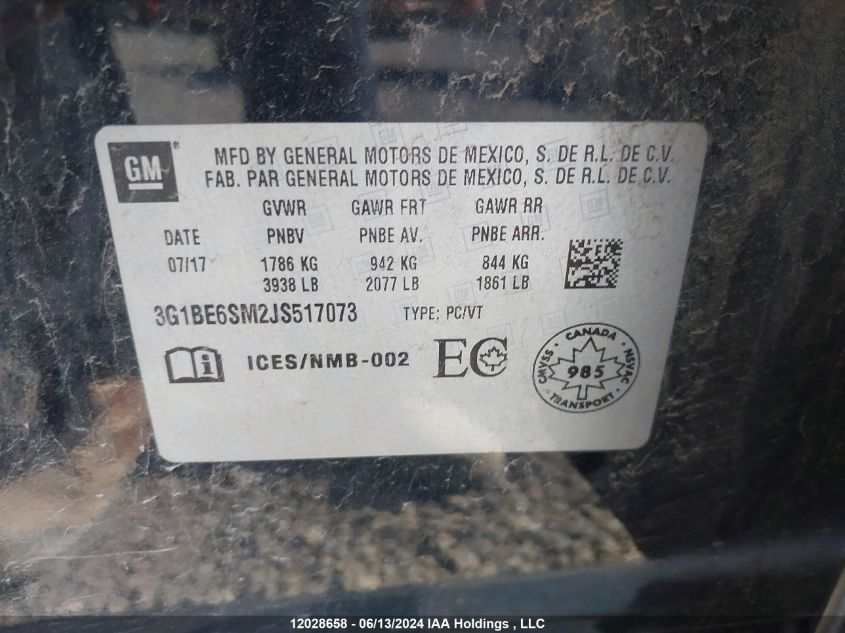 GM ®
MFD BY GENERAL MOTORS DE MEXICO, S. DE R.L. DE C.V.
FAB. PAR GENERAL MOTORS DE MEXICO, S. DE R.L. DE C.V.
GVWR GAWR FRT GAWR RR
DATE PNBV PNBE AV. PNBE ARR.
07/17 1786 KG 942 KG 844 KG
3938 LB 2077 LB 1861 LB
3G1BE6SM2JS517073 TYPE: PC/VT
i ICES/NMB-002 EC
CANADA
CMVSS 985 NSVAC
TRANSPORT
12028658 - 06/13/2024 IAA Holdings , LLC